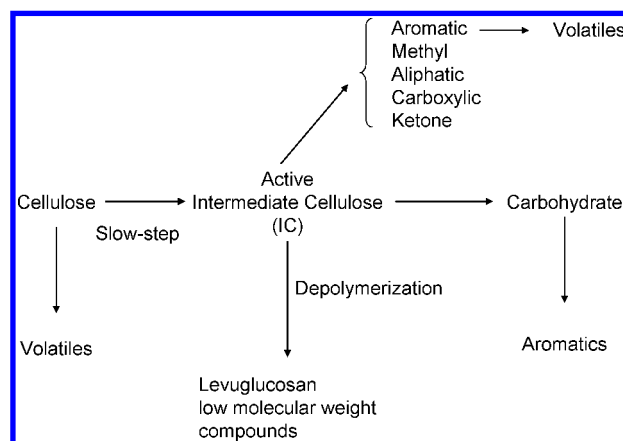 Aromatic
Volatiles
Methyl
Aliphatic
Carboxylic
Ketone
Active
Cellulose
Intermediate Cellulose
Carbohydrate
(IC)
Slow-step
Depolymerization
Volatiles
Aromatics
Levuglucosan
low molecular weight
compounds